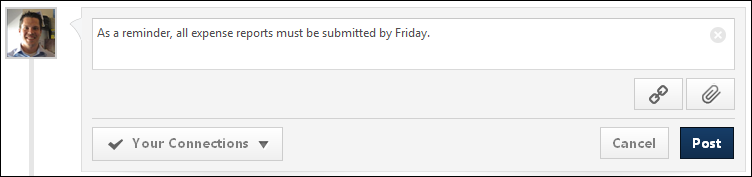 As a reminder, all expense reports must be submitted by Friday.
Your Connections
Cancel
Post